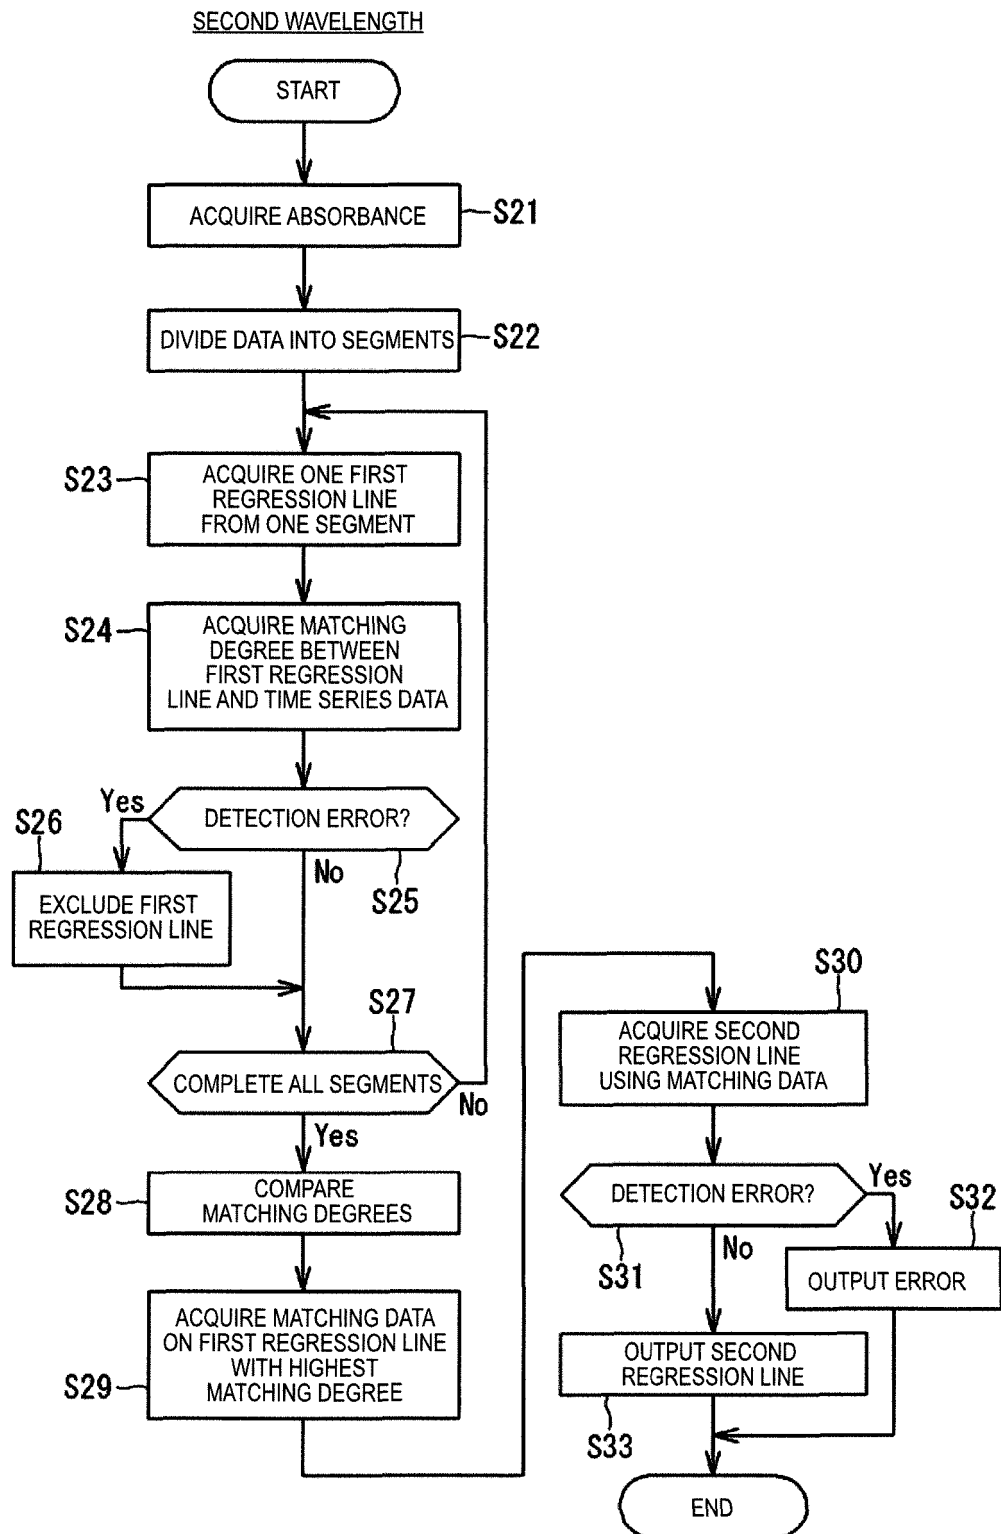 SECOND WAVELENGTH
START
ACQUIRE ABSORBANCE
S21
DIVIDE DATA INTO SEGMENTS
S22
S23
ACQUIRE ONE FIRST
REGRESSION LINE
FROM ONE SEGMENT
S24
ACQUIRE MATCHING
DEGREE BETWEEN
FIRST REGRESSION
LINE AND TIME SERIES DATA
Yes
DETECTION ERROR?
S26
No
S25
EXCLUDE FIRST
REGRESSION LINE
S27
COMPLETE ALL SEGMENTS
No
Yes
S28
COMPARE
MATCHING DEGREES
S29
ACQUIRE MATCHING DATA
ON FIRST REGRESSION LINE
WITH HIGHEST
MATCHING DEGREE
S30
ACQUIRE SECOND
REGRESSION LINE
USING MATCHING DATA
DETECTION ERROR?
Yes
S32
No
S31
OUTPUT ERROR
OUTPUT SECOND
REGRESSION LINE
S33
END